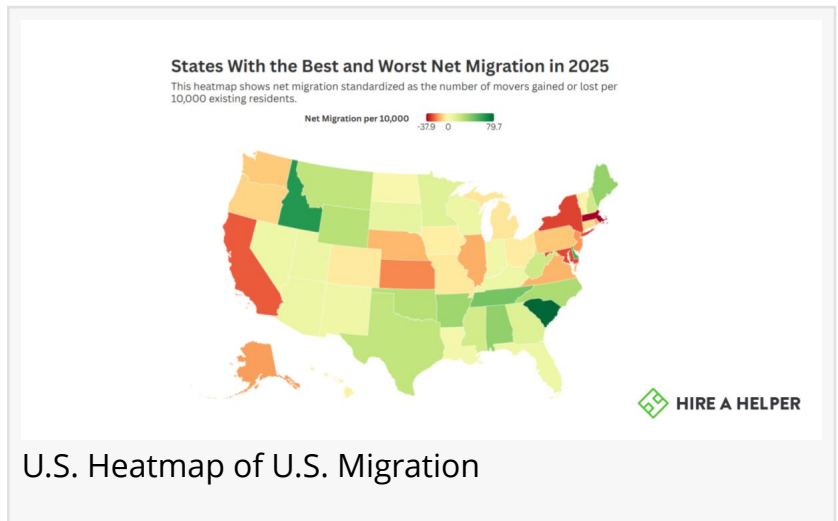 States With the Best and Worst Net Migration in 2025
This heatmap shows net migration standardized as the number of movers gained or lost per
10,000 existing residents.
Net Migration per 10,000
-37.9 0 79.7
HIRE A HELPER
U.S. Heatmap of U.S. Migration